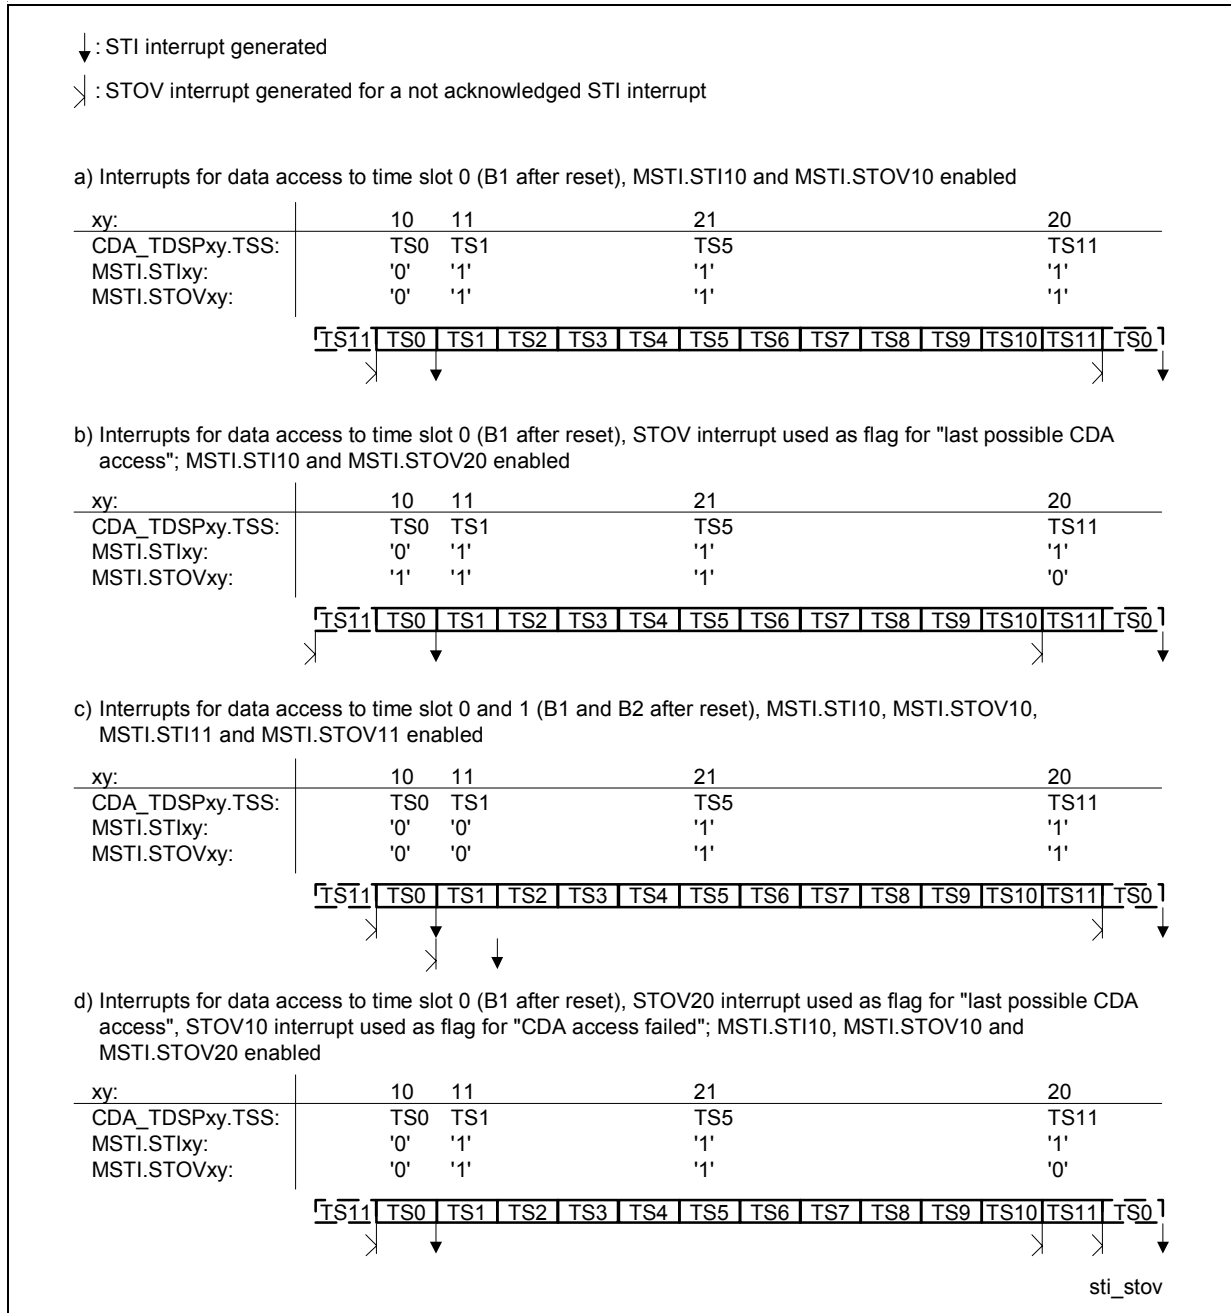 : STI interrupt generated
: STOV interrupt generated for a not acknowledged STI interrupt
a) Interrupts for data access to time slot 0 (B1 after reset), MSTI.STI10 and MSTI.STOV10 enabled
xy: 10 11 21 20
CDA_TDSPxy.TSS: TS0 TS1 TS5 TS11
MSTI.STIxy: '0' '1' '1' '1'
MSTI.STOVxy: '0' '1' '1' '1'
TS11 TS0 TS1 TS2 TS3 TS4 TS5 TS6 TS7 TS8 TS9 TS10 TS11 TS0
b) Interrupts for data access to time slot 0 (B1 after reset), STOV interrupt used as flag for "last possible CDA
access"; MSTI.STI10 and MSTI.STOV20 enabled
xy: 10 11 21 20
CDA_TDSPxy.TSS: TS0 TS1 TS5 TS11
MSTI.STIxy: '0' '1' '1' '1'
MSTI.STOVxy: '1' '1' '1' '0'
TS11 TS0 TS1 TS2 TS3 TS4 TS5 TS6 TS7 TS8 TS9 TS10 TS11 TS0
c) Interrupts for data access to time slot 0 and 1 (B1 and B2 after reset), MSTI.STI10, MSTI.STOV10,
MSTI.STI11 and MSTI.STOV11 enabled
xy: 10 11 21 20
CDA_TDSPxy.TSS: TS0 TS1 TS5 TS11
MSTI.STIxy: '0' '0' '1' '1'
MSTI.STOVxy: '0' '0' '1' '1'
TS11 TS0 TS1 TS2 TS3 TS4 TS5 TS6 TS7 TS8 TS9 TS10 TS11 TS0
d) Interrupts for data access to time slot 0 (B1 after reset), STOV20 interrupt used as flag for "last possible CDA
access", STOV10 interrupt used as flag for "CDA access failed"; MSTI.STI10, MSTI.STOV10 and
MSTI.STOV20 enabled
xy: 10 11 21 20
CDA_TDSPxy.TSS: TS0 TS1 TS5 TS11
MSTI.STIxy: '0' '1' '1' '1'
MSTI.STOVxy: '0' '1' '1' '0'
TS11 TS0 TS1 TS2 TS3 TS4 TS5 TS6 TS7 TS8 TS9 TS10 TS11 TS0
sti_stov